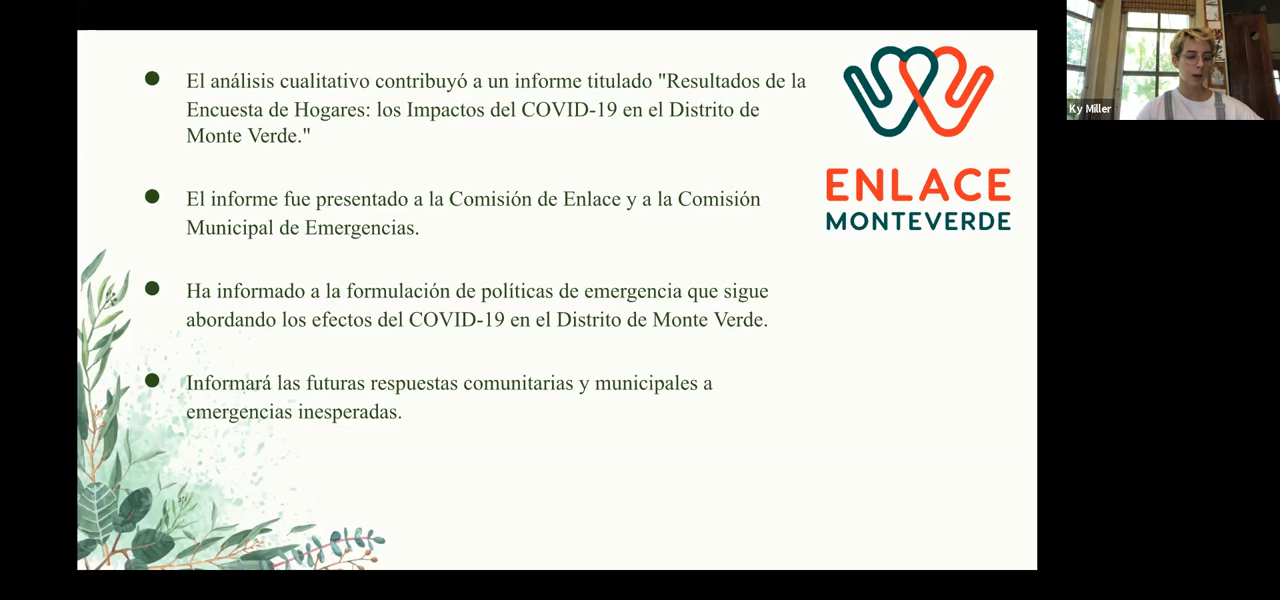 El análisis cualitativo contribuyó a un informe titulado "Resultados de la
Encuesta de Hogares: los Impactos del COVID-19 en el Distrito de
Monte Verde."
El informe fue presentado a la Comisión de Enlace y a la Comisión
Municipal de Emergencias.
Ha informado a la formulación de políticas de emergencia que sigue
abordando los efectos del COVID-19 en el Distrito de Monte Verde.
Informará las futuras respuestas comunitarias y municipales a
emergencias inesperadas.
ENLACE
MONTEVERDE
Ky Miller